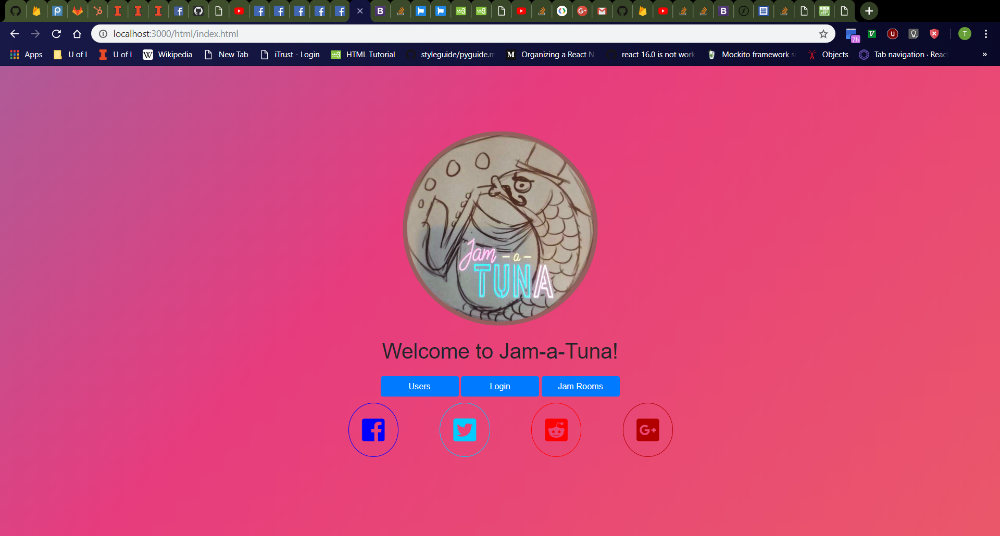 localhost:3000/html/index.html
7h
T
Apps
U of I
U of I
Wikipedia
New Tab
iTrust - Login
HTML Tutorial
styleguide/pyguide.m
Organizing a React N
react 16.0 is not work
Mockito framework si
Objects
Tab navigation · Reac
»
Jam
- a -
TUNA
Welcome to Jam-a-Tuna!
Users
Login
Jam Rooms